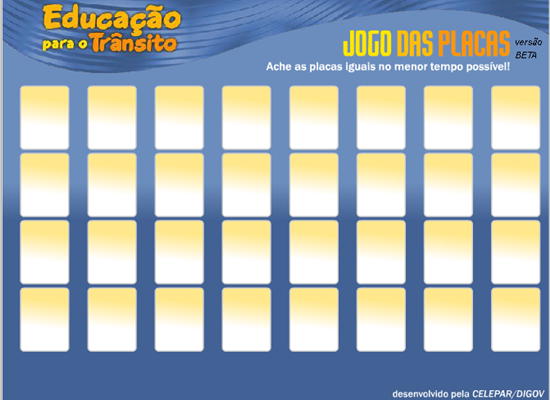 Educação
para o Trânsito
JOGO DAS PLACAS
versão
BETA
Ache as placas iguais no menor tempo possível!
desenvolvido pela CELEPAR/DIGOV